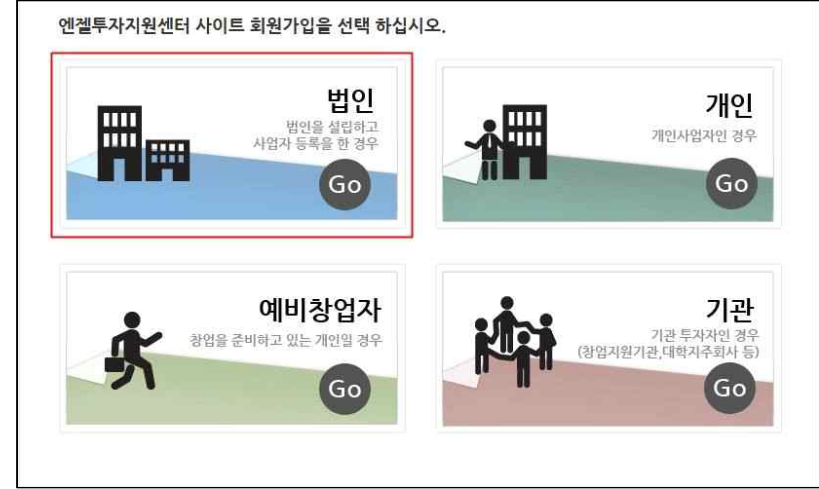 엔젤투자지원센터 사이트 회원가입을 선택 하십시오.
법인
법인을 설립하고
사업자 등록을 한 경우
Go
개인
개인사업자인 경우
Go
예비창업자
창업을 준비하고 있는 개인일 경우
Go
기관
기관 투자자인 경우
(창업지원기관,대학지주회사 등)
Go